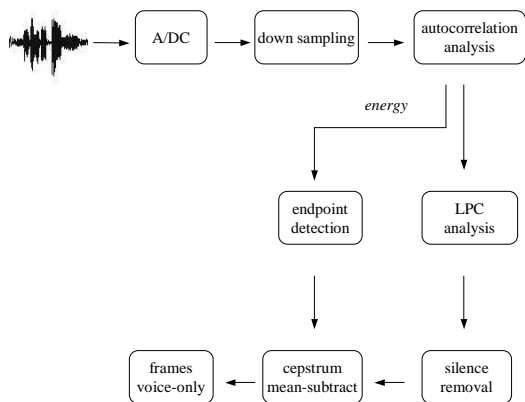 A/DC
down sampling
autocorrelation
analysis
energy
endpoint
detection
LPC
analysis
frames
voice-only
cepstrum
mean-subtract
silence
removal